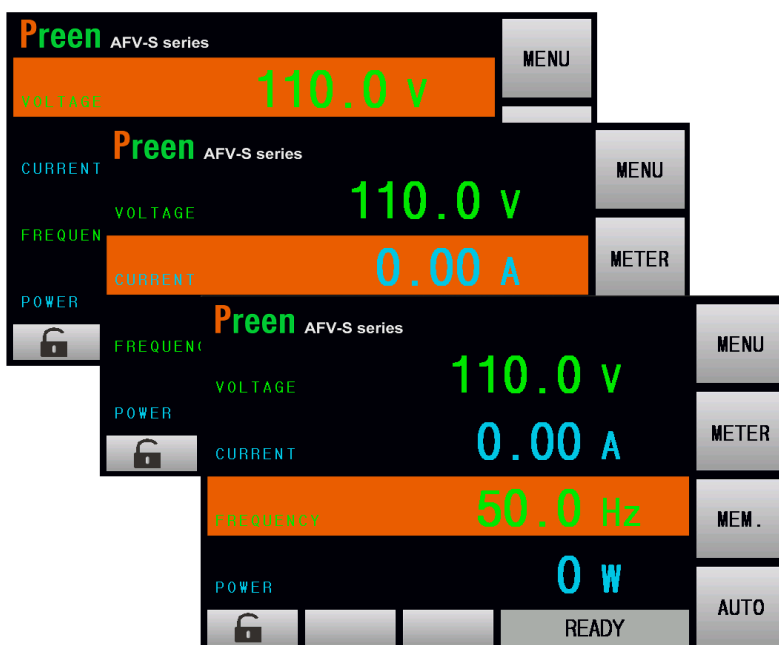 Preen AFV-S series
MENU
VOLTAGE 110.0 V
CURRENT
FREQUEN
POWER
Preen AFV-S series
MENU
VOLTAGE 110.0 V
METER
CURRENT 0.00 A
FREQUENC
POWER
Preen AFV-S series
MENU
VOLTAGE 110.0 V
METER
CURRENT 0.00 A
FREQUENCY 50.0 Hz
MEM.
POWER 0 W
AUTO
READY